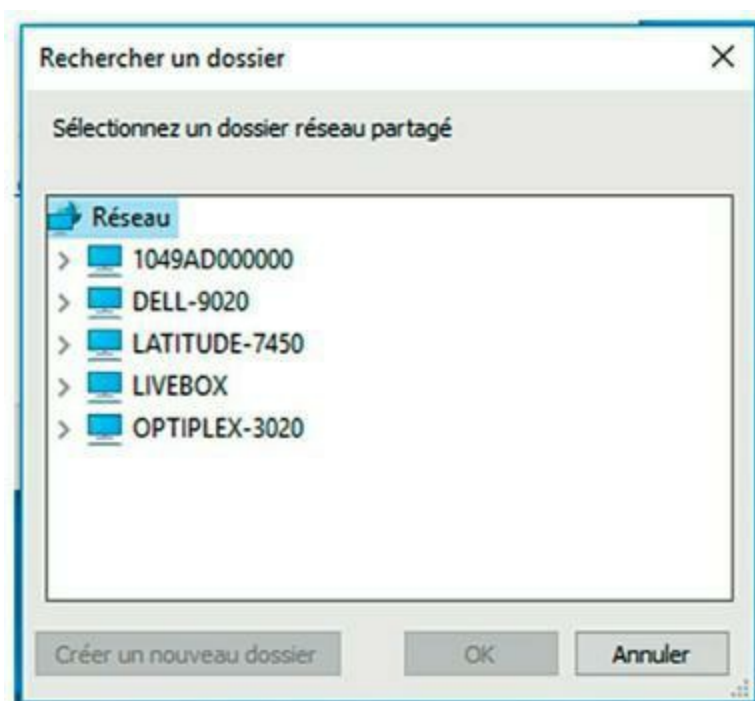 Rechercher un dossier
Sélectionnez un dossier réseau partagé
Réseau
1049AD000000
DELL-9020
LATITUDE-7450
LIVEBOX
OPTIPLEX-3020
Créer un nouveau dossier OK Annuler